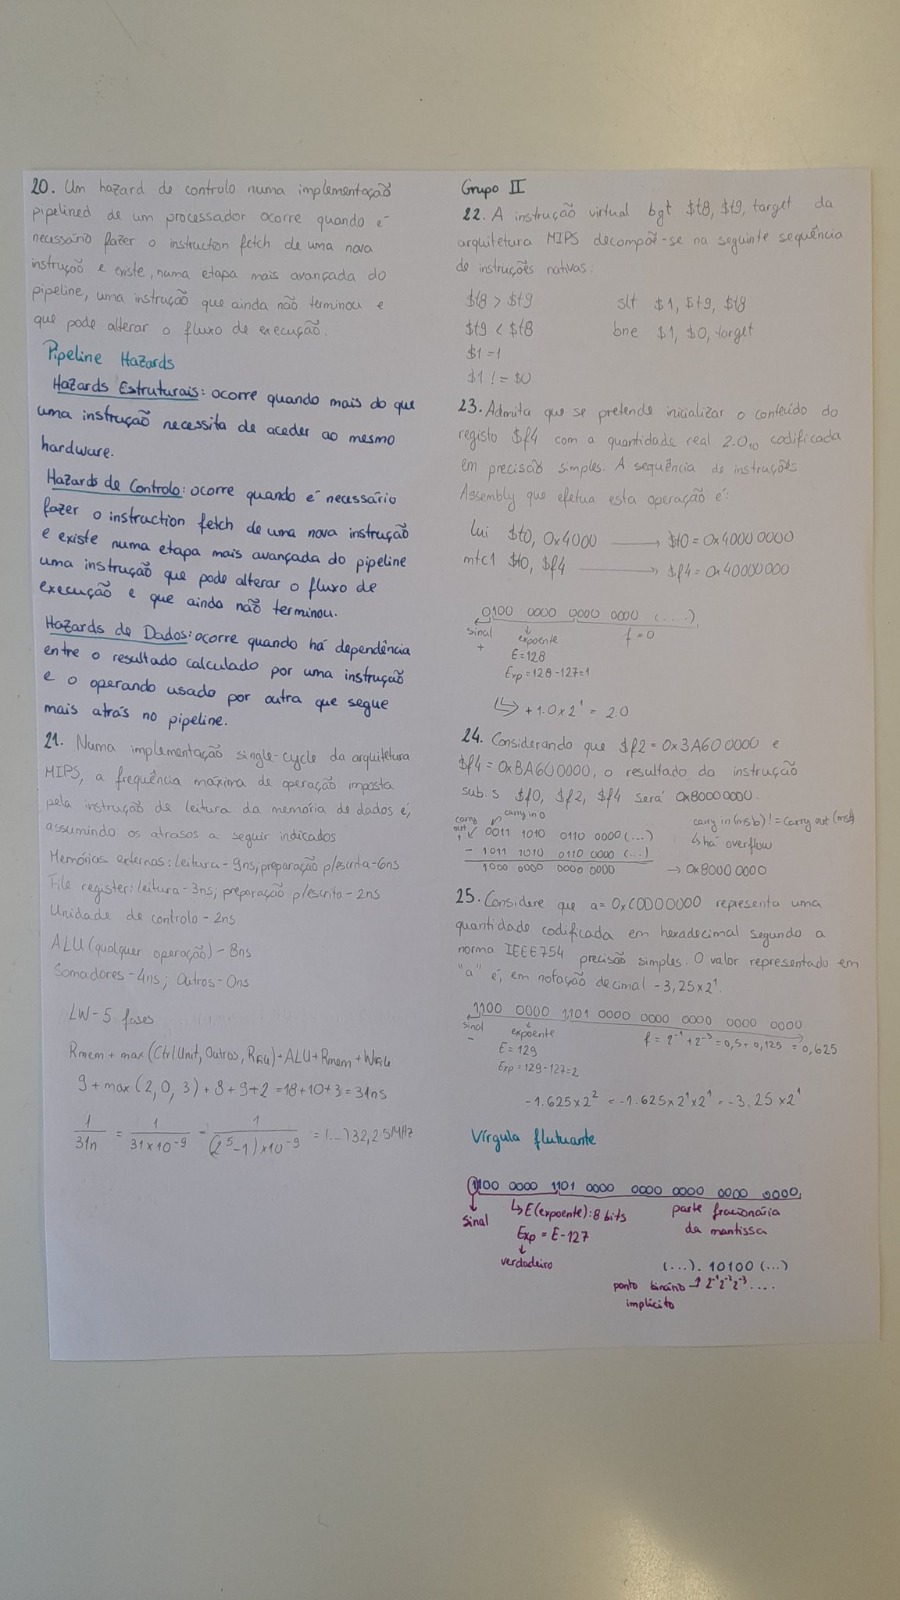 20. Um hazard de controlo numa implementação
pipelined de um processador ocorre quando é
necessário fazer o instruction fetch de uma nova
instrução e existe, numa etapa mais avançada do
pipeline, uma instrução que ainda não terminou e
que pode alterar o fluxo de execução.
Pipeline Hazards
Hazards Estruturais: ocorre quando mais do que
uma instrução necessita de aceder ao mesmo
hardware.
Hazards de Controlo: ocorre quando é necessário
fazer o instruction fetch de uma nova instrução
e existe numa etapa mais avançada do pipeline
uma instrução que pode alterar o fluxo de
execução e que ainda não terminou.
Hazards de Dados: ocorre quando há dependência
entre o resultado calculado por uma instrução
e o operando usado por outra que segue
mais atrás no pipeline.
21. Numa implementação single-cycle da arquitetura
MIPS, a frequência máxima de operação imposta
pela instrução de leitura da memória de dados é,
assumindo os atrasos a seguir indicados
Memórias externas: leitura - 9ns; preparação p/escrita - 6ns
File register: leitura - 3ns; preparação p/escrita - 2ns
Unidade de controlo - 2ns
ALU (qualquer operação) - 8ns
Somadores - 4ns; Outros - 0ns
LW - 5 fases
Rmem + max (CtrlUnit, Outros, RFile) + ALU + Rmem + WFile
9 + max (2, 0, 3) + 8 + 9 + 2 = 18 + 10 + 3 = 31ns
1/31n = 1/31x10^-9 = 1/(2^5-1)x10^-9 = (...) 32,25MHz
Grupo II
22. A instrução virtual bgt $t8, $t9, target da
arquitetura MIPS decompõe-se na seguinte sequência
de instruções nativas:
$t8 > $t9 slt $1, $t9, $t8
$t9 < $t8 bne $1, $0, target
$1 = 1
$1 != $0
23. Admita que se pretende inicializar o conteúdo do
registo $f4 com a quantidade real 2.0₁₀ codificada
em precisão simples. A sequência de instruções
Assembly que efetua esta operação é:
lui $t0, 0x4000 → $t0 = 0x4000 0000
mtc1 $t0, $f4 → $f4 = 0x40000000
0100 0000 0000 0000 (....)
sinal expoente f = 0
+ E = 128
Exp = 128 - 127 = 1
↳ + 1.0 x 2^1 = 2.0
24. Considerando que $f2 = 0x3A60 0000 e
$f4 = 0xBA60 0000, o resultado da instrução
sub.s $f0, $f2, $f4 será 0x80000000.
carry out 1 carry in 0 carry in (msb) != carry out (msb)
0011 1010 0110 0000 (...) ↳ há overflow
- 1011 1010 0110 0000 (...)
1000 0000 0000 0000 → 0x8000 0000
25. Considere que a = 0xC0D00000 representa uma
quantidade codificada em hexadecimal segundo a
norma IEEE754 precisão simples. O valor representado em
"a" é, em notação decimal -3,25x2^1.
1100 0000 1101 0000 0000 0000 0000 0000
sinal expoente f = 2^-1 + 2^-3 = 0,5 + 0,125 = 0,625
- E = 129
Exp = 129 - 127 = 2
-1.625 x 2^2 = -1.625 x 2^1 x 2^1 = -3.25 x 2^1
Vírgula flutuante
1100 0000 1101 0000 0000 0000 0000 0000
sinal ↳ E (expoente): 8 bits parte fracionária
Exp = E - 127 da mantissa
verdadeiro (...). 10100 (...)
ponto binário 2^-1 2^-2 2^-3 ....
implícito